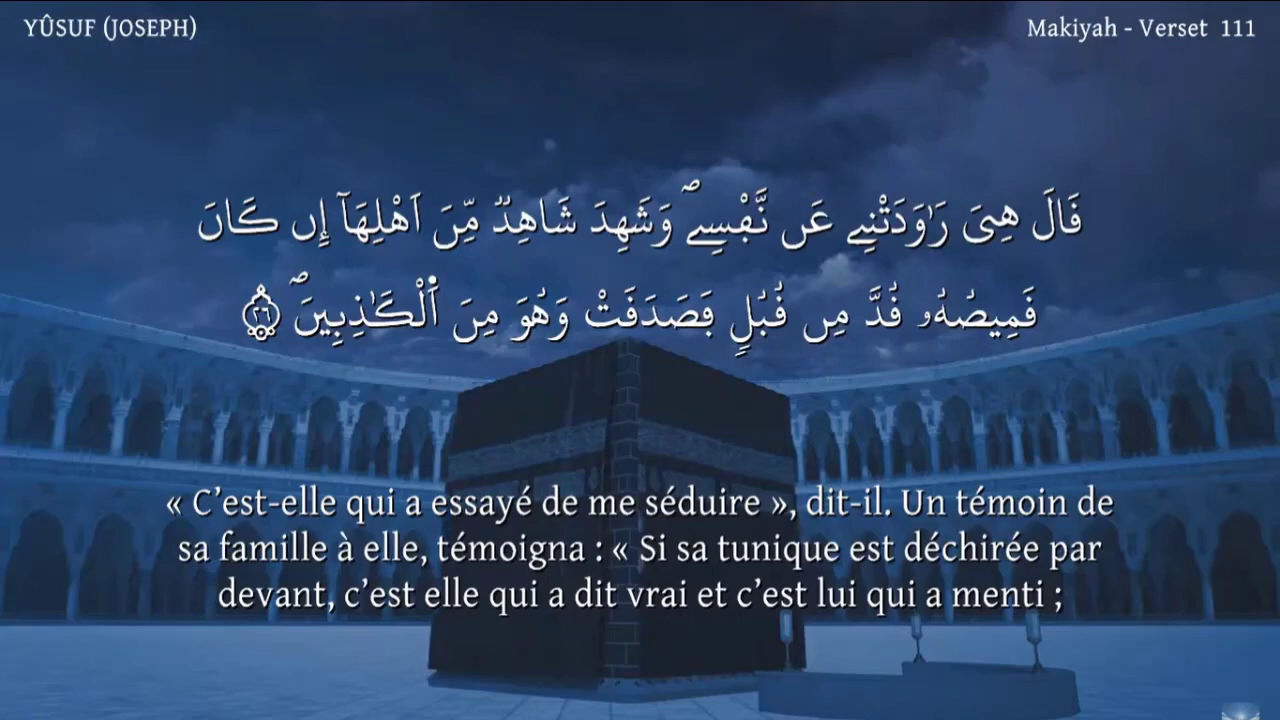 YÛSUF (JOSEPH)
Makiyah - Verset 111
قَالَ هِىَ رَٰوَدَتْنِے عَن نَّفْسِےۖ وَشَهِدَ شَاهِدٌ مِّنَ اَهْلِهَآ إِن كَانَ
قَمِيصُهُۥ قُدَّ مِن قُبُلٍ فَصَدَقَتْ وَهُوَ مِنَ اَ۬لْكَٰذِبِينَۖ ٢٦
« C’est-elle qui a essayé de me séduire », dit-il. Un témoin de
sa famille à elle, témoigna : « Si sa tunique est déchirée par
devant, c’est elle qui a dit vrai et c’est lui qui a menti ;